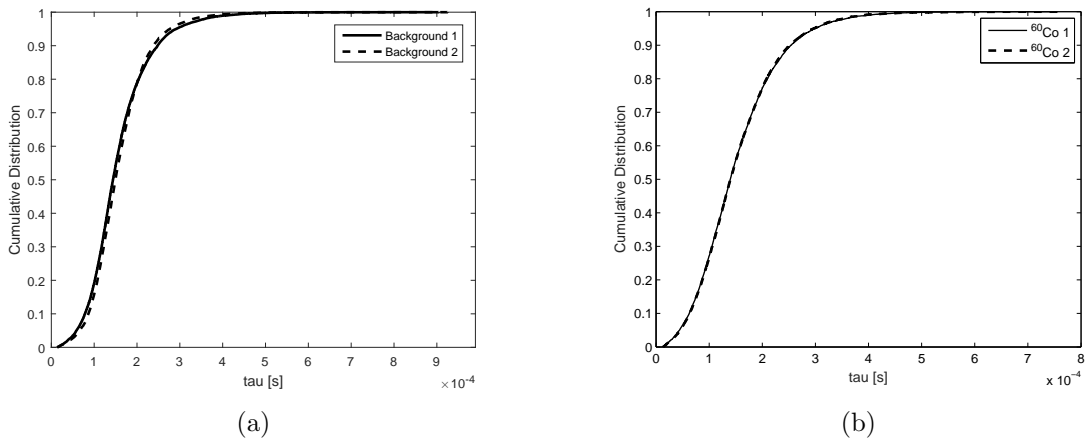 1
0.9
0.8
0.7
0.6
0.5
0.4
0.3
0.2
0.1
0
Cumulative Distribution
Background 1
Background 2
0 1 2 3 4 5 6 7 8 9
×10⁻⁴
tau [s]
(a)
1
0.9
0.8
0.7
0.6
0.5
0.4
0.3
0.2
0.1
0
Cumulative Distribution
⁶⁰Co 1
⁶⁰Co 2
0 1 2 3 4 5 6 7 8
x 10⁻⁴
tau [s]
(b)